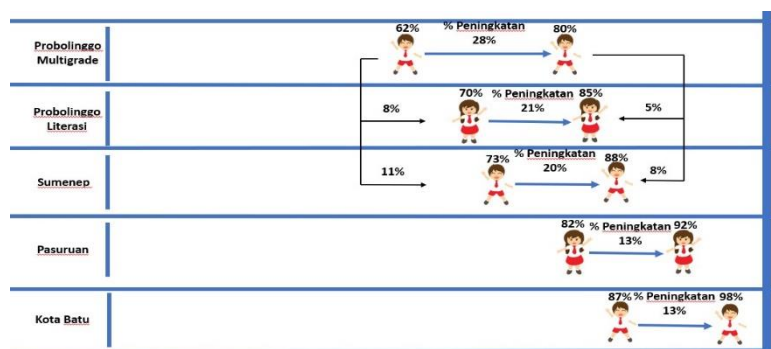 Probolinggo
Multigrade
62%
% Peningkatan
28%
80%
Probolinggo
Literasi
8%
70%
% Peningkatan
21%
85%
5%
Sumenep
11%
73%
% Peningkatan
20%
88%
8%
Pasuruan
82%
% Peningkatan
13%
92%
Kota Batu
87%
% Peningkatan
13%
98%